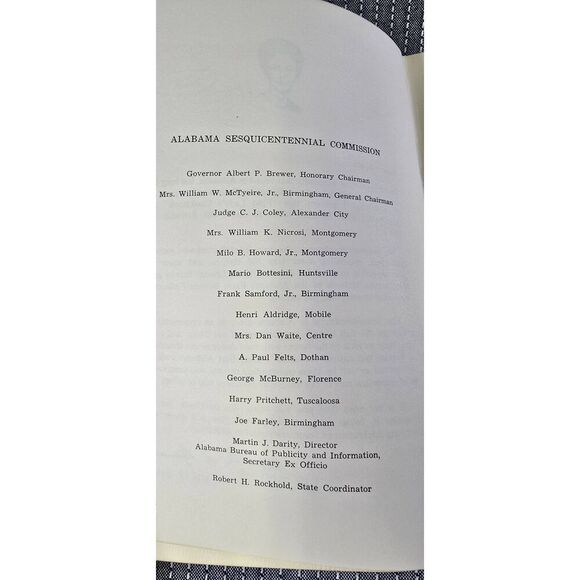 ALABAMA SESQUICENTENNIAL COMMISSION
Governor Albert P. Brewer, Honorary Chairman
Mrs. William W. McTyeire, Jr., Birmingham, General Chairman
Judge C. J. Coley, Alexander City
Mrs. William K. Nicrosi, Montgomery
Milo B. Howard, Jr., Montgomery
Mario Bottesini, Huntsville
Frank Samford, Jr., Birmingham
Henri Aldridge, Mobile
Mrs. Dan Waite, Centre
A. Paul Felts, Dothan
George McBurney, Florence
Harry Pritchett, Tuscaloosa
Joe Farley, Birmingham
Martin J. Darity, Director
Alabama Bureau of Publicity and Information,
Secretary Ex Officio
Robert H. Rockhold, State Coordinator